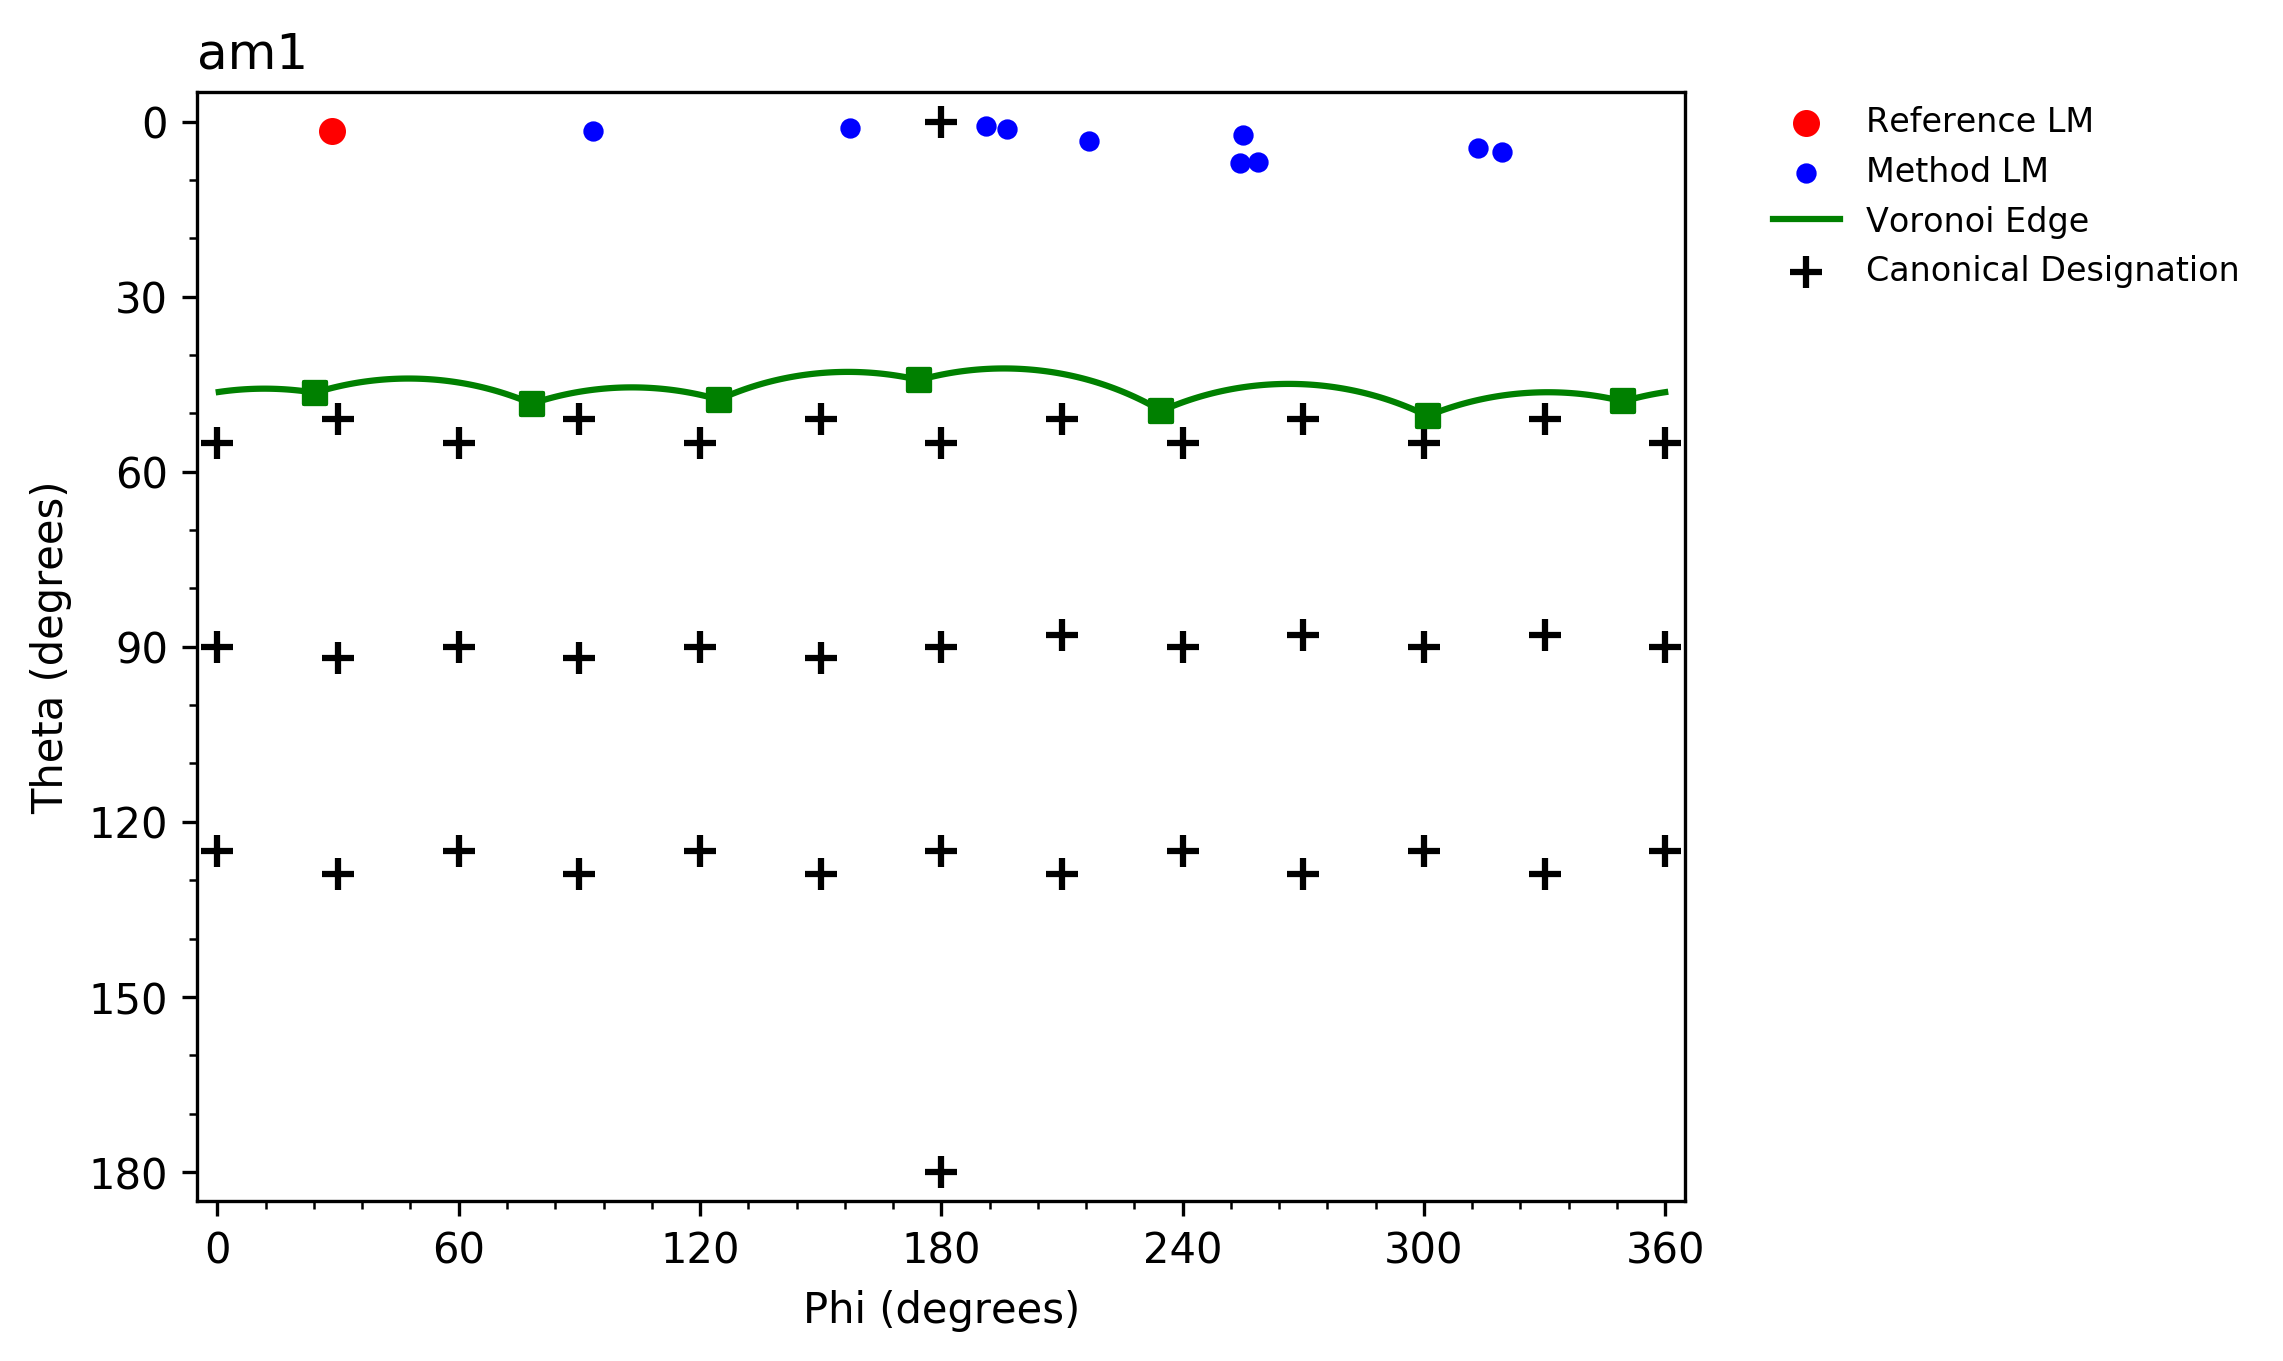 am1
0
30
60
90
120
150
180
Theta (degrees)
0
60
120
180
240
300
360
Phi (degrees)
Reference LM
Method LM
Voronoi Edge
Canonical Designation